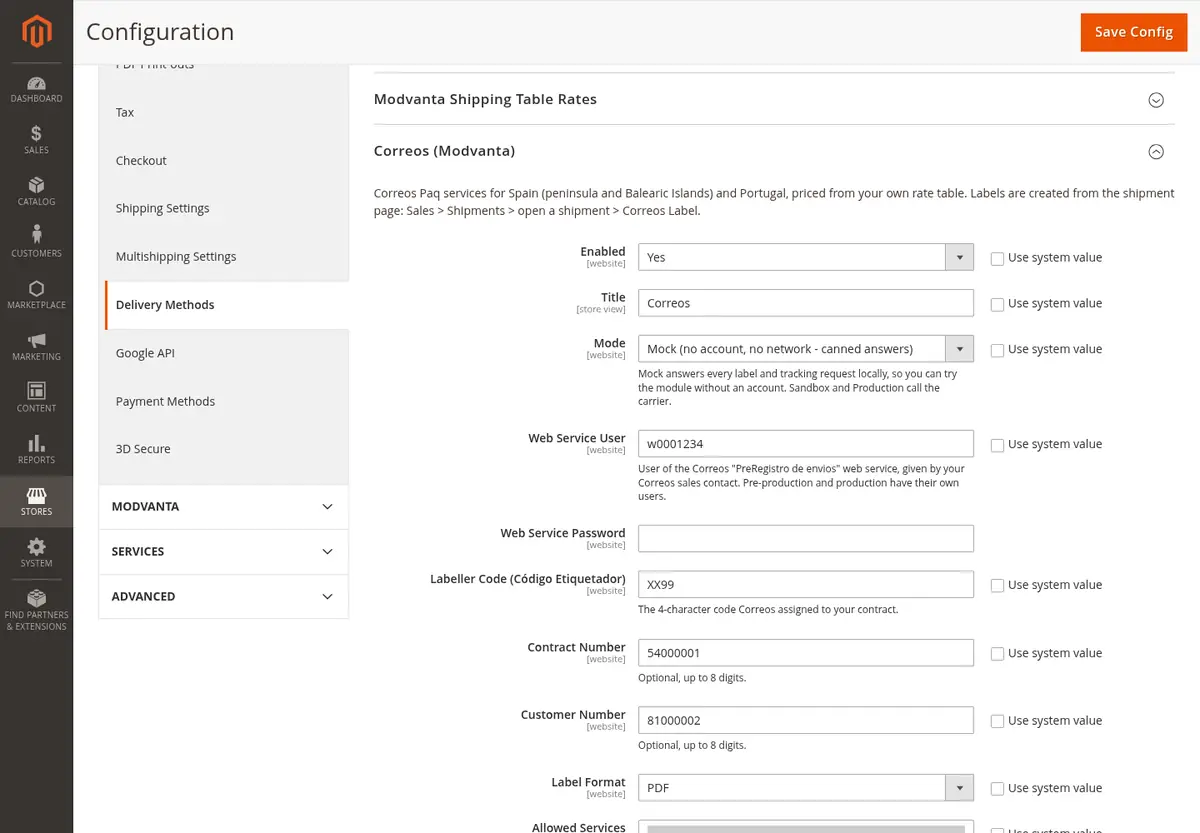 Configuration
Save Config
DASHBOARD
SALES
CATALOG
CUSTOMERS
MARKETPLACE
MARKETING
CONTENT
REPORTS
STORES
SYSTEM
FIND PARTNERS
& EXTENSIONS
PDF Print-outs
Tax
Checkout
Shipping Settings
Multishipping Settings
Delivery Methods
Google API
Payment Methods
3D Secure
MODVANTA
SERVICES
ADVANCED
Modvanta Shipping Table Rates
Correos (Modvanta)
Correos Paq services for Spain (peninsula and Balearic Islands) and Portugal, priced from your own rate table. Labels are created from the shipment
page: Sales > Shipments > open a shipment > Correos Label.
Enabled
[website]
Yes
Use system value
Title
[store view]
Correos
Use system value
Mode
[website]
Mock (no account, no network - canned answers)
Use system value
Mock answers every label and tracking request locally, so you can try
the module without an account. Sandbox and Production call the
carrier.
Web Service User
[website]
w0001234
Use system value
User of the Correos "PreRegistro de envios" web service, given by your
Correos sales contact. Pre-production and production have their own
users.
Web Service Password
[website]
Labeller Code (Código Etiquetador)
[website]
XX99
Use system value
The 4-character code Correos assigned to your contract.
Contract Number
[website]
54000001
Use system value
Optional, up to 8 digits.
Customer Number
[website]
81000002
Use system value
Optional, up to 8 digits.
Label Format
[website]
PDF
Use system value
Allowed Services
Use system value